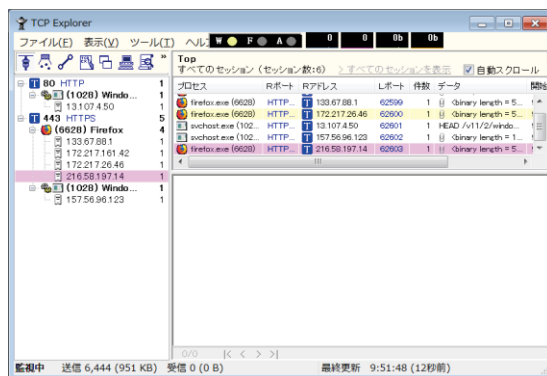 TCP Explorer
ファイル(F) 表示(V) ツール(T) ヘル
W F A 0 0 0b 0b
»
Top
すべてのセッション (セッション数:6) 〉すべてのセッションを表示 自動スクロール
80 HTTP 1
(1028) Windo... 1
13.107.4.50 1
443 HTTPS 5
(6628) Firefox 4
133.67.88.1 1
172.217.161.42 1
172.217.26.46 1
216.58.197.14 1
(1028) Windo... 1
157.56.96.123 1
プロセス Rポート Rアドレス Lポート 件数 データ 開始
firefox.exe (6628) HTTP... 133.67.88.1 62599 1 <binary length = 5...
firefox.exe (6628) HTTP... 172.217.26.46 62600 1 <binary length = 5...
svchost.exe (102... HTTP... 13.107.4.50 62601 1 HEAD /v11/2/windo...
svchost.exe (102... HTTP... 157.56.96.123 62602 1 <binary length = 1...
firefox.exe (6628) HTTP... 216.58.197.14 62603 1 <binary length = 5...
0/0 |< < > >|
監視中 送信 6,444 (951 KB) 受信 0 (0 B) 最終更新 9:51:48 (12秒前)